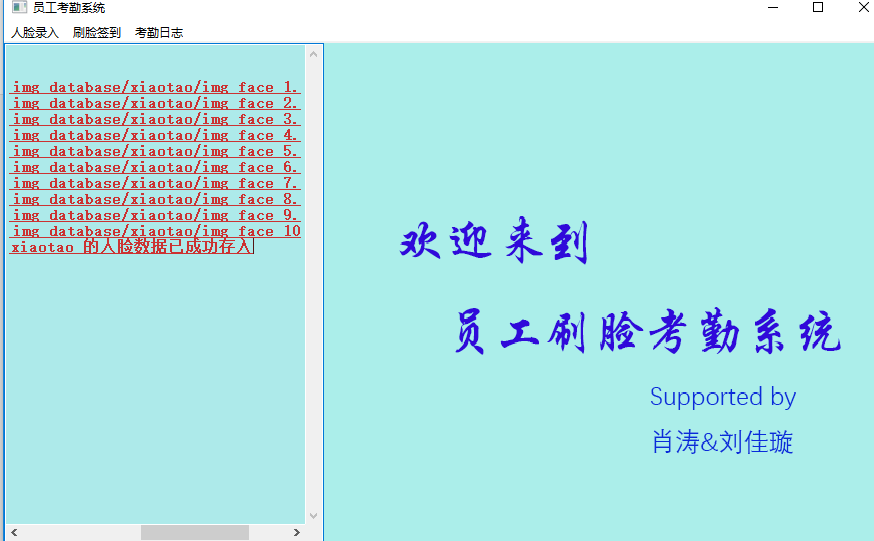 员工考勤系统
人脸录入 刷脸签到 考勤日志
img_database/xiaotao/img_face_1.
img_database/xiaotao/img_face_2.
img_database/xiaotao/img_face_3.
img_database/xiaotao/img_face_4.
img_database/xiaotao/img_face_5.
img_database/xiaotao/img_face_6.
img_database/xiaotao/img_face_7.
img_database/xiaotao/img_face_8.
img_database/xiaotao/img_face_9.
img_database/xiaotao/img_face_10
xiaotao 的人脸数据已成功存入
欢迎来到
员工刷脸考勤系统
Supported by
肖涛&刘佳璇